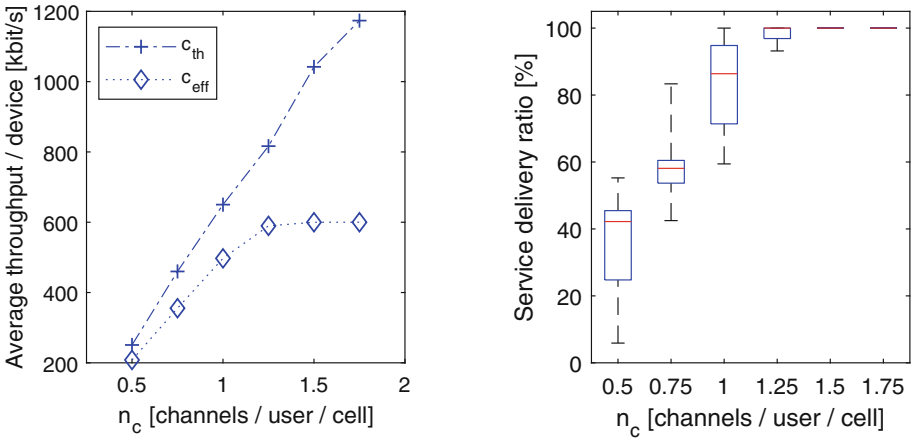 1200
1000
800
600
400
200
Average throughput / device [kbit/s]
c_th
c_eff
0.5 1 1.5 2
n_c [channels / user / cell]
100
80
60
40
20
0
Service delivery ratio [%]
0.5 0.75 1 1.25 1.5 1.75
n_c [channels / user / cell]